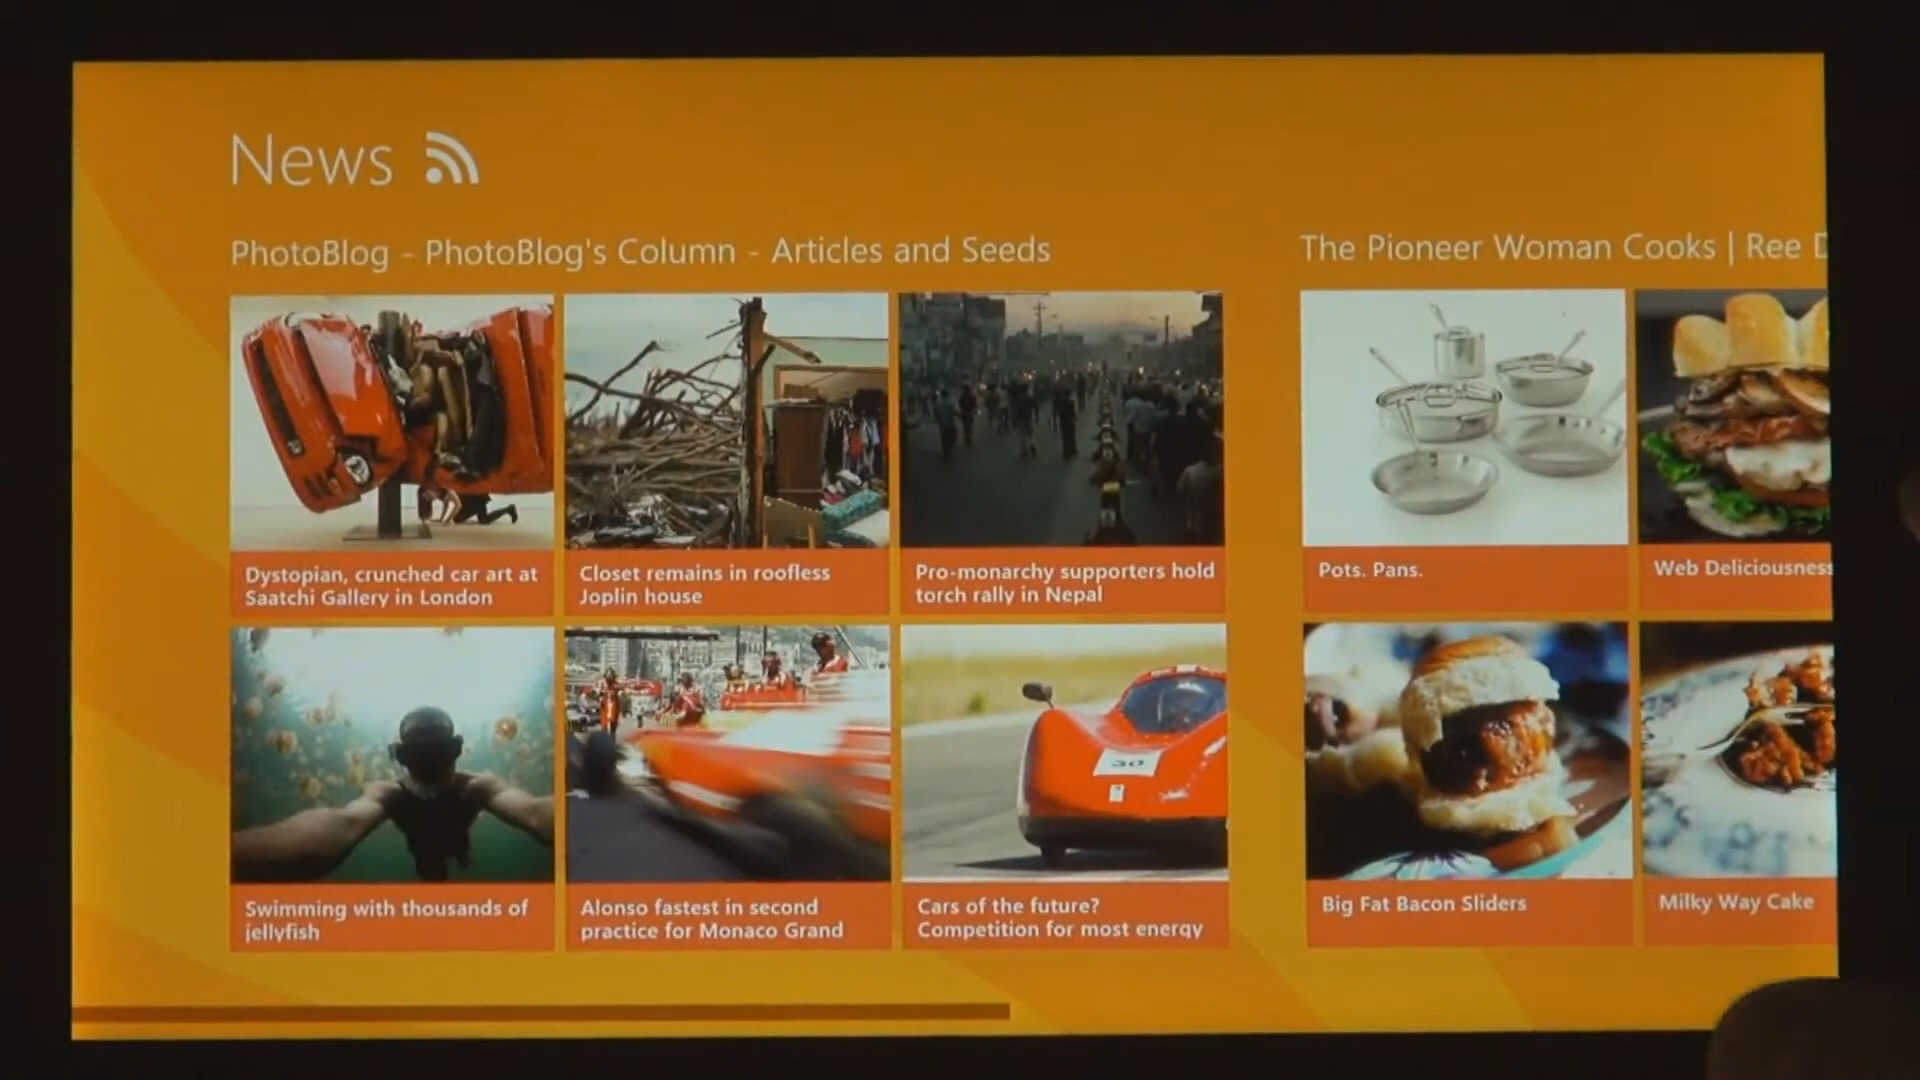 News
PhotoBlog - PhotoBlog's Column - Articles and Seeds
Dystopian, crunched car art at
Saatchi Gallery in London
Closet remains in roofless
Joplin house
Pro-monarchy supporters hold
torch rally in Nepal
Swimming with thousands of
jellyfish
Alonso fastest in second
practice for Monaco Grand
30
Cars of the future?
Competition for most energy
The Pioneer Woman Cooks | Ree
Pots. Pans.
Web Deliciousness
Big Fat Bacon Sliders
Milky Way Cake